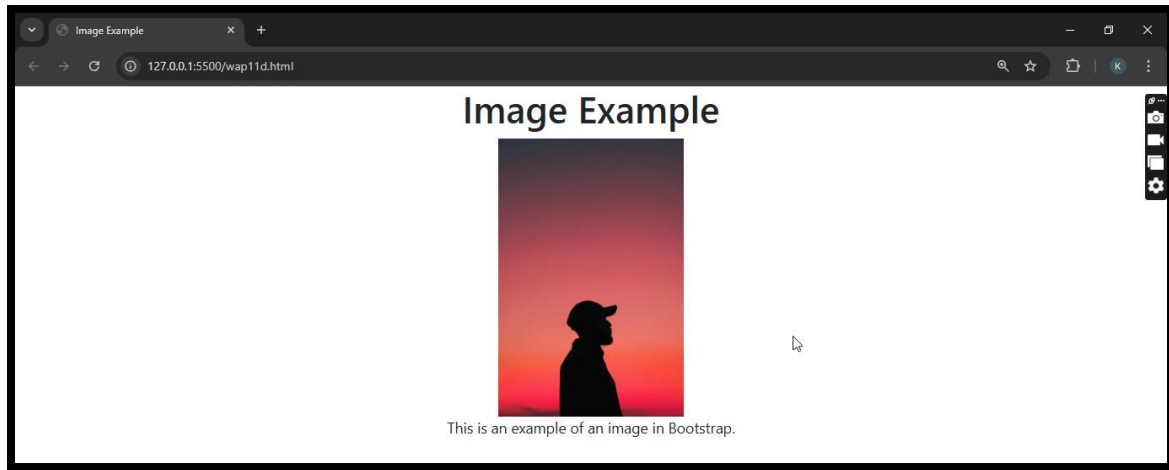 Image Example
127.0.0.1:5500/wap11d.html
K
Image Example
This is an example of an image in Bootstrap.